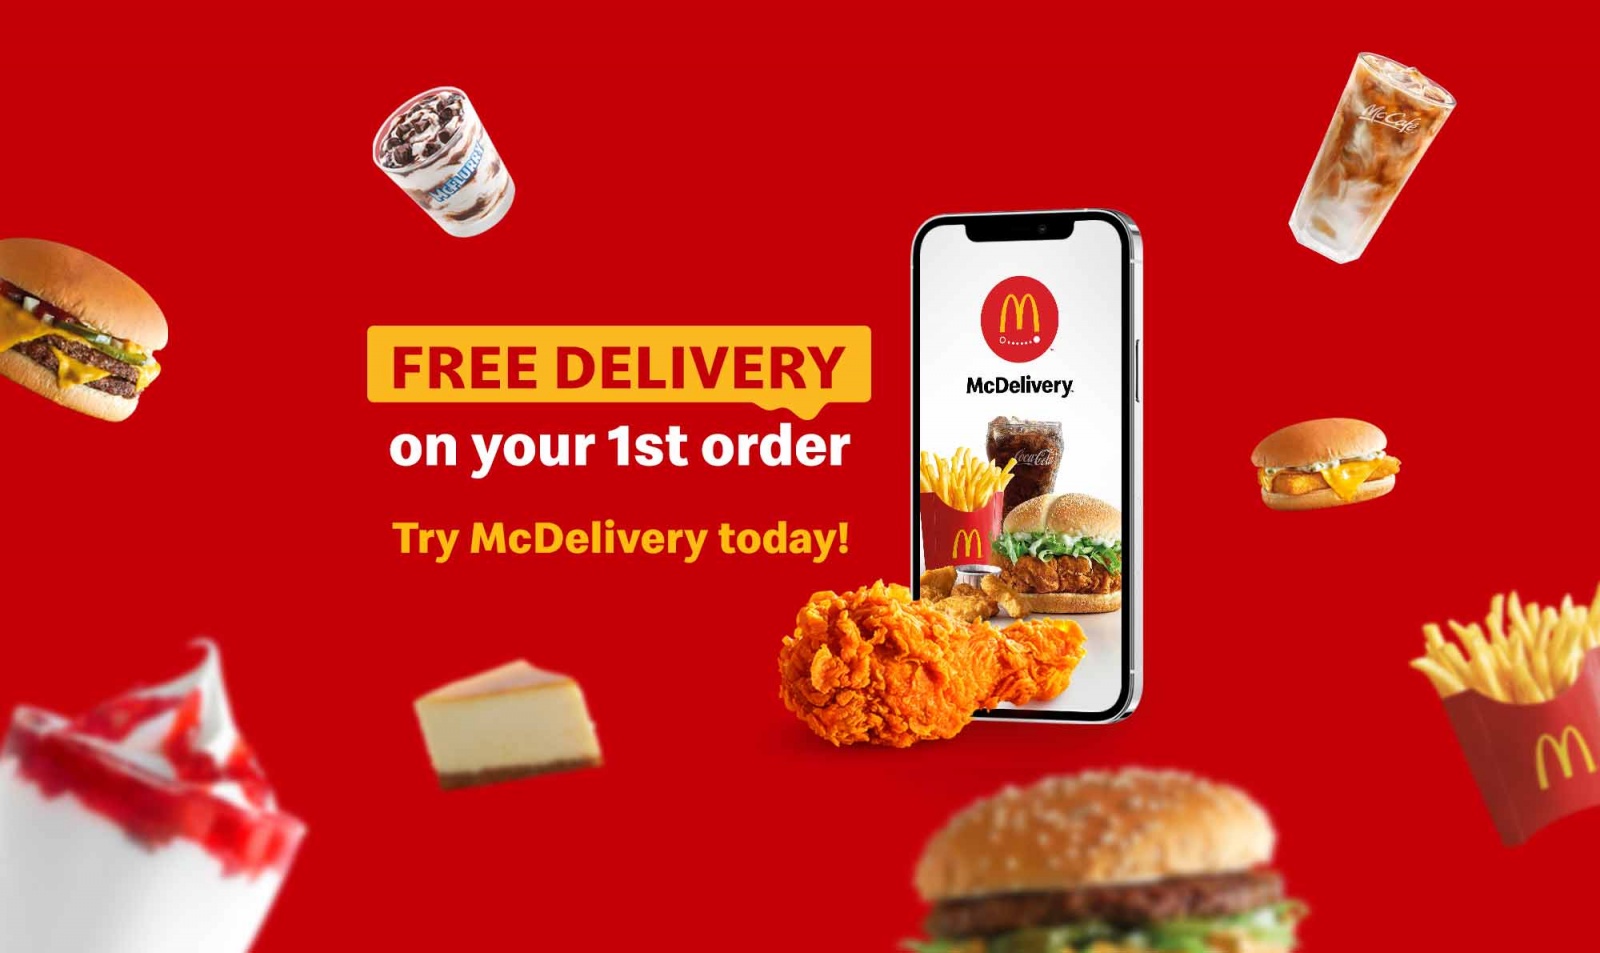 McCafé
McFLURRY
FREE DELIVERY
on your 1st order
Try McDelivery today!
McDelivery
Coca-Cola